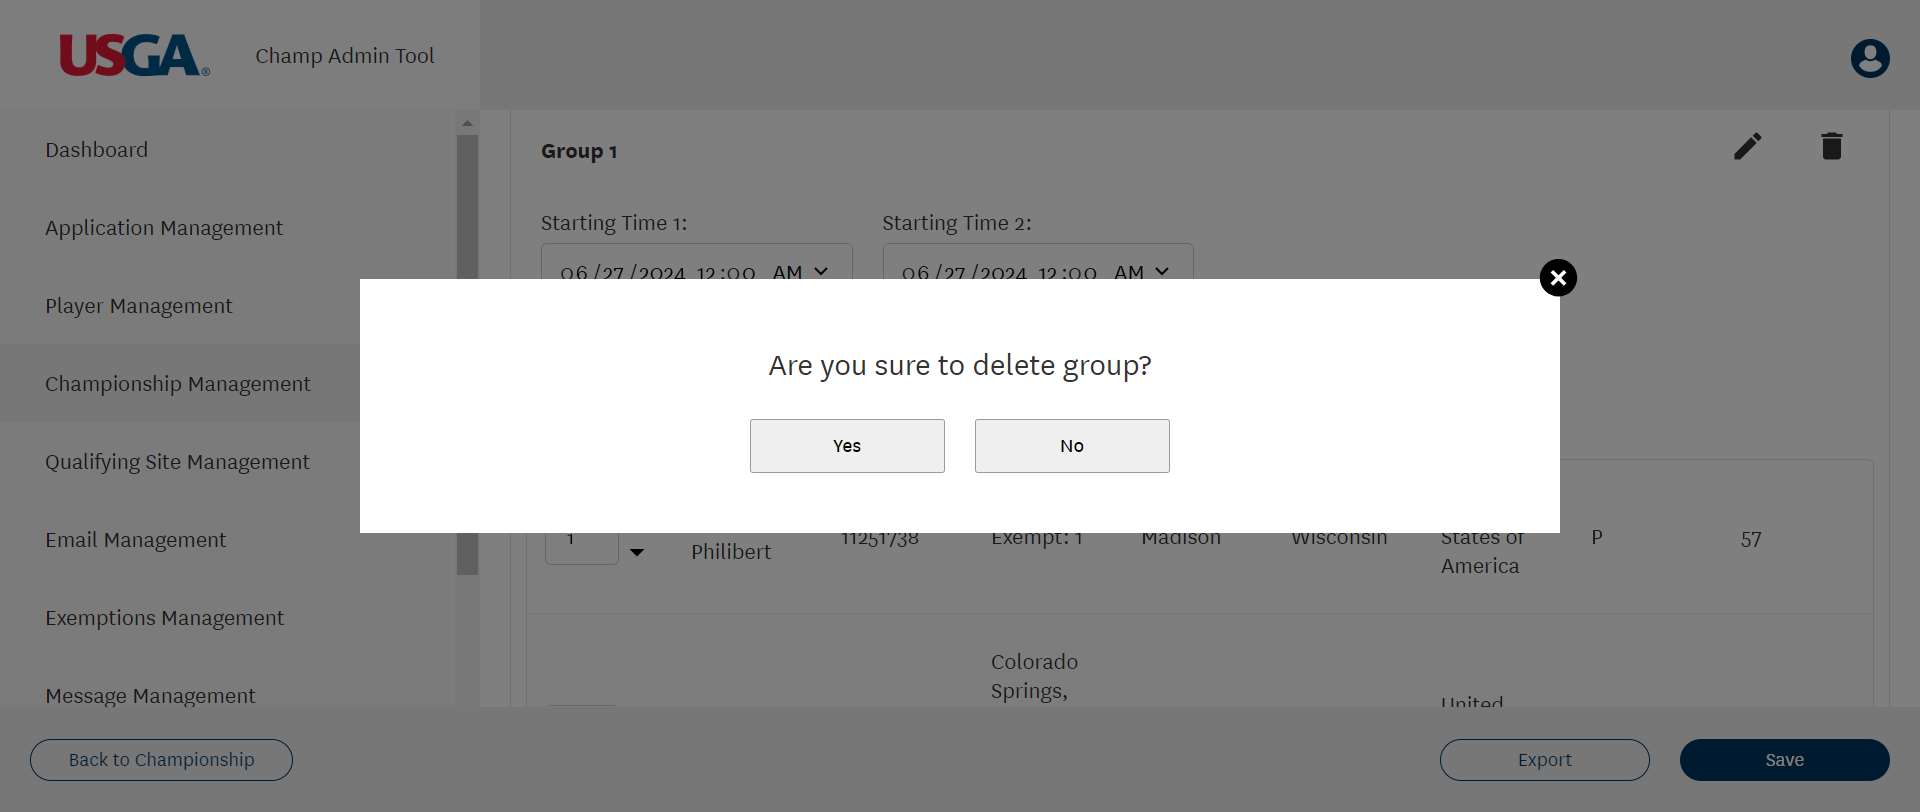 USGA®
Champ Admin Tool
Dashboard
Application Management
Player Management
Championship Management
Qualifying Site Management
Email Management
Exemptions Management
Message Management
Group 1
Starting Time 1:
Starting Time 2:
06/27/2024 12:00 AM
06/27/2024 12:00 AM
Are you sure to delete group?
Yes
No
1
Philibert
11251738
Exempt: 1
Madison
Wisconsin
States of
America
P
57
Colorado
Springs,
United
Back to Championship
Export
Save